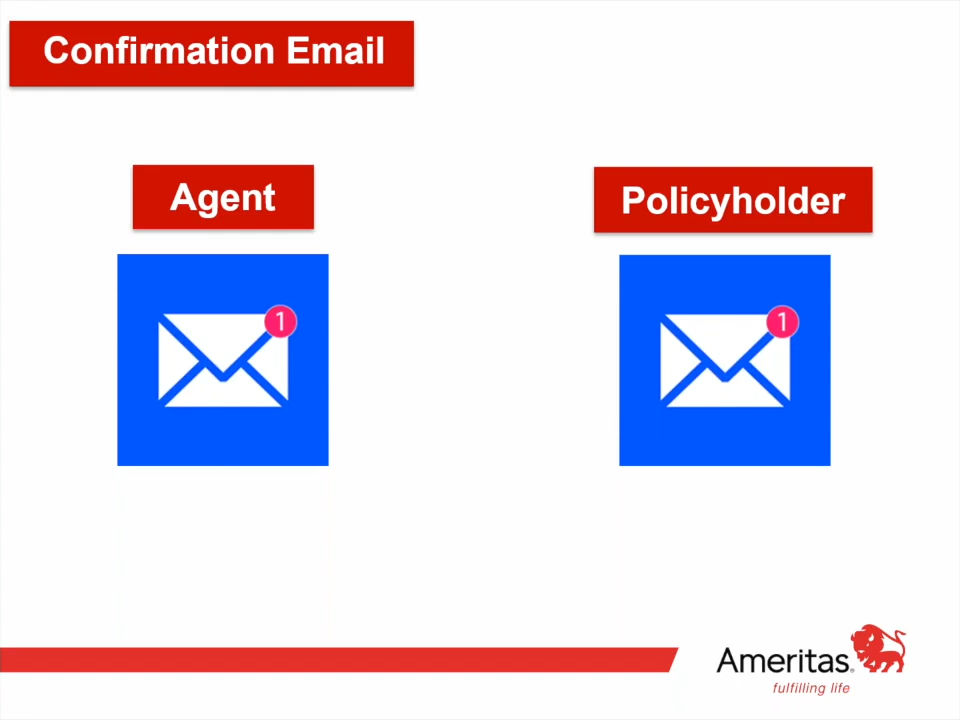 Confirmation Email
Agent
Policyholder
1
1
Ameritas®
fulfilling life